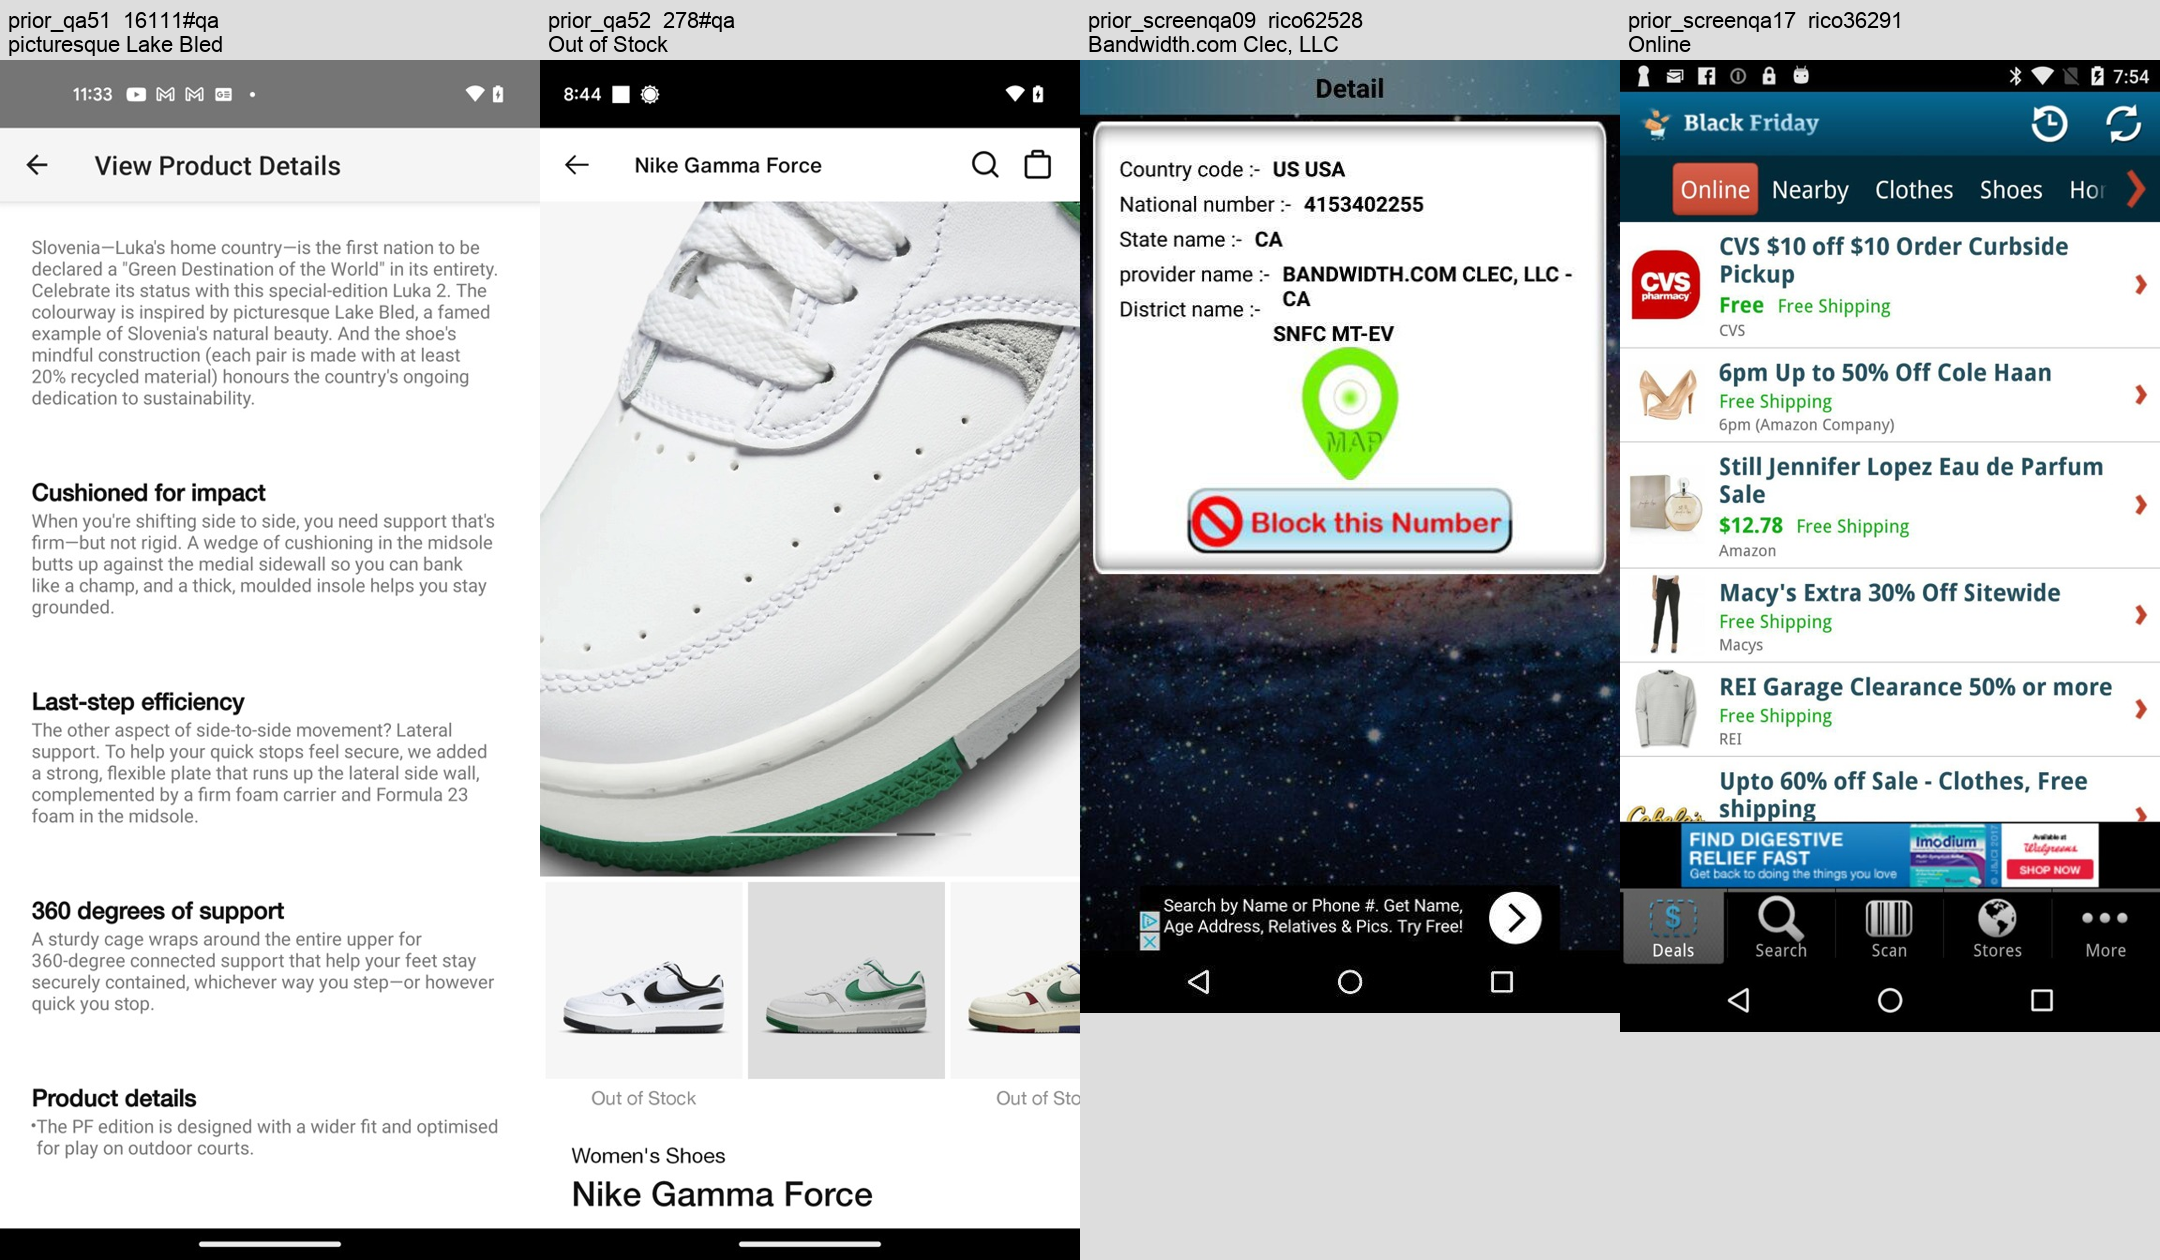 prior_qa51 16111#qa
picturesque Lake Bled
11:33
View Product Details
Slovenia—Luka's home country—is the first nation to be
declared a "Green Destination of the World" in its entirety.
Celebrate its status with this special-edition Luka 2. The
colourway is inspired by picturesque Lake Bled, a famed
example of Slovenia's natural beauty. And the shoe's
mindful construction (each pair is made with at least
20% recycled material) honours the country's ongoing
dedication to sustainability.
Cushioned for impact
When you're shifting side to side, you need support that's
firm—but not rigid. A wedge of cushioning in the midsole
butts up against the medial sidewall so you can bank
like a champ, and a thick, moulded insole helps you stay
grounded.
Last-step efficiency
The other aspect of side-to-side movement? Lateral
support. To help your quick stops feel secure, we added
a strong, flexible plate that runs up the lateral side wall,
complemented by a firm foam carrier and Formula 23
foam in the midsole.
360 degrees of support
A sturdy cage wraps around the entire upper for
360-degree connected support that help your feet stay
securely contained, whichever way you step—or however
quick you stop.
Product details
•The PF edition is designed with a wider fit and optimised
for play on outdoor courts.
prior_qa52 278#qa
Out of Stock
8:44
Nike Gamma Force
Out of Stock
Out of Sto
Women's Shoes
Nike Gamma Force
prior_screenqa09 rico62528
Bandwidth.com Clec, LLC
Detail
Country code :- US USA
National number :- 4153402255
State name :- CA
provider name :- BANDWIDTH.COM CLEC, LLC -
CA
District name :-
SNFC MT-EV
MAP
Block this Number
Search by Name or Phone #. Get Name,
Age Address, Relatives & Pics. Try Free!
prior_screenqa17 rico36291
Online
7:54
Black Friday
Online Nearby Clothes Shoes Hor
CVS pharmacy
CVS $10 off $10 Order Curbside
Pickup
Free Free Shipping
CVS
6pm Up to 50% Off Cole Haan
Free Shipping
6pm (Amazon Company)
Still Jennifer Lopez Eau de Parfum
Sale
$12.78 Free Shipping
Amazon
Macy's Extra 30% Off Sitewide
Free Shipping
Macys
REI Garage Clearance 50% or more
Free Shipping
REI
Cabela's
Upto 60% off Sale - Clothes, Free
shipping
FIND DIGESTIVE
RELIEF FAST
Get back to doing the things you love
Imodium
Available at
Walgreens
SHOP NOW
© J&JCI 2017
Deals Search Scan Stores More